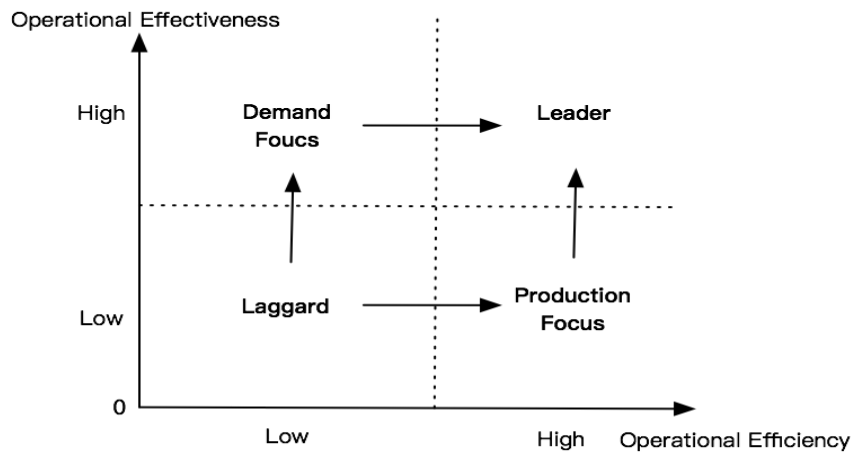 Operational Effectiveness
High
Demand
Foucs
Leader
Low
Laggard
Production
Focus
0
Low
High
Operational Efficiency